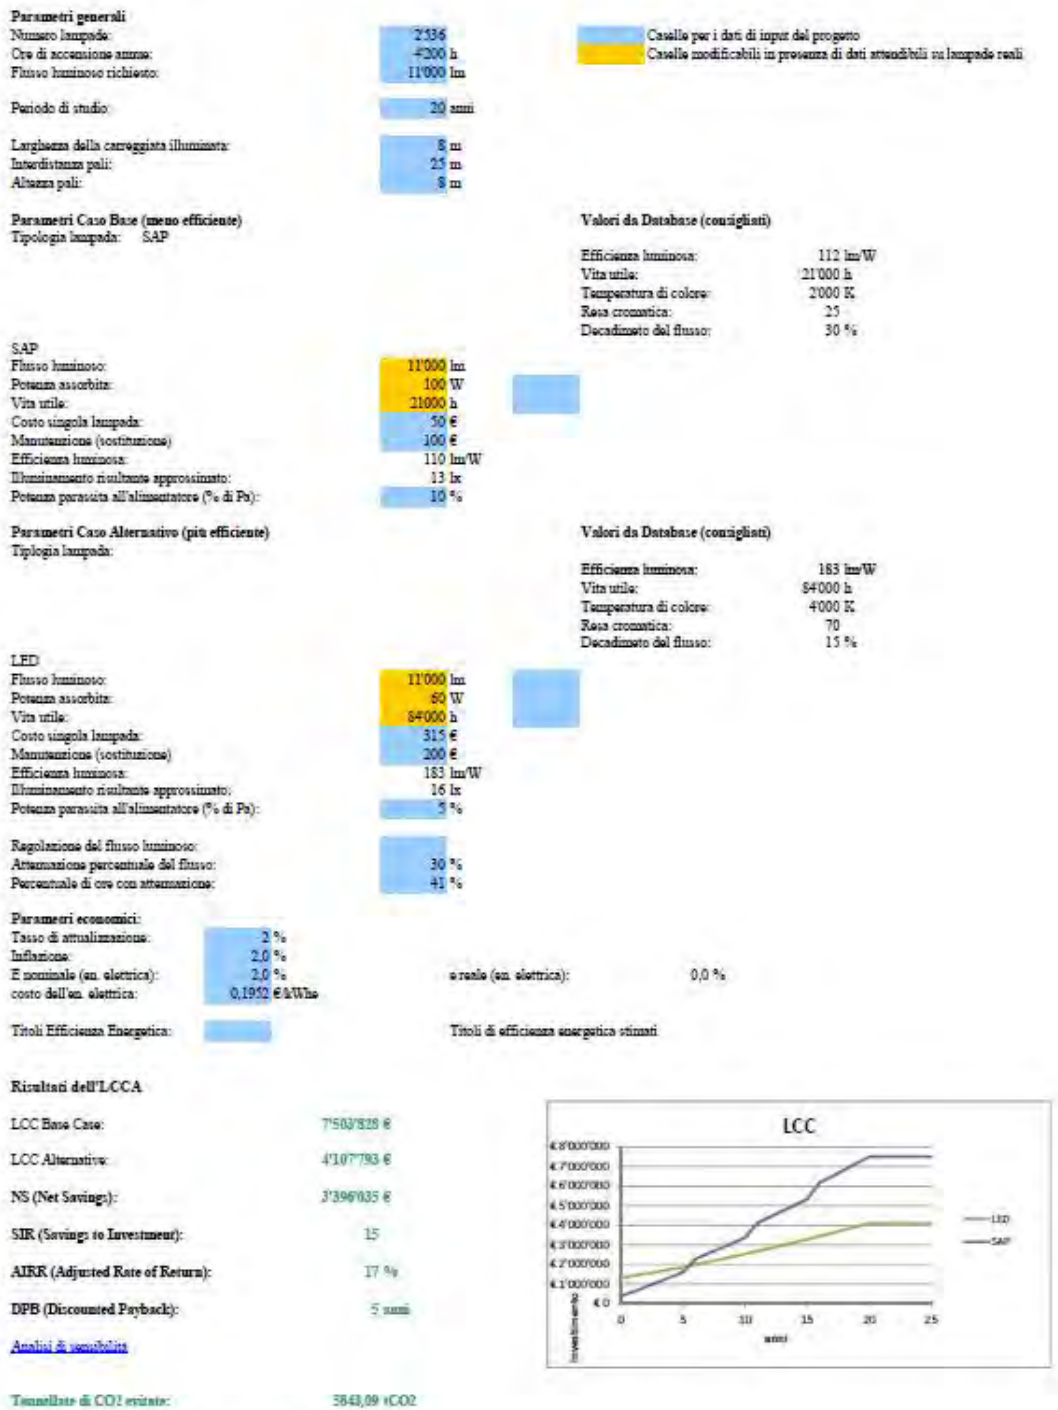 Parametri generali
Numero lampade: 2'536
Ore di accensione annue: 4'200 h
Flusso luminoso richiesto: 11'000 lm
Caselle per i dati di input del progetto
Caselle modificabili in presenza di dati attendibili su lampade reali
Periodo di studio: 20 anni
Larghezza della carreggiata illuminata: 8 m
Interdistanza pali: 25 m
Altezza pali: 8 m
Parametri Caso Base (meno efficiente)
Tipologia lampada: SAP
Valori da Database (consigliati)
Efficienza luminosa: 112 lm/W
Vita utile: 21'000 h
Temperatura di colore: 2'000 K
Resa cromatica: 25
Decadimeto del flusso: 30 %
SAP
Flusso luminoso: 11'000 lm
Potenza assorbita: 100 W
Vita utile: 21000 h
Costo singola lampada: 50 €
Manutenzione (sostituzione) 100 €
Efficienza luminosa: 110 lm/W
Illuminamento risultante approssimato: 13 lx
Potenza parassita all'alimentatore (% di Pa): 10 %
Parametri Caso Alternativo (più efficiente)
Tiplogia lampada:
Valori da Database (consigliati)
Efficienza luminosa: 183 lm/W
Vita utile: 84'000 h
Temperatura di colore: 4'000 K
Resa cromatica: 70
Decadimeto del flusso: 15 %
LED
Flusso luminoso: 11'000 lm
Potenza assorbita: 60 W
Vita utile: 84'000 h
Costo singola lampada: 315 €
Manutenzione (sostituzione) 200 €
Efficienza luminosa: 183 lm/W
Illuminamento risultante approssimato: 16 lx
Potenza parassita all'alimentatore (% di Pa): 5 %
Regolazione del flusso luminoso:
Attenuazione percentuale del flusso: 30 %
Percentuale di ore con attenuazione: 41 %
Parametri economici:
Tasso di attualizzazione: 2 %
Inflazione: 2,0 %
E nominale (en. elettrica): 2,0 %
e reale (en. elettrica): 0,0 %
costo dell'en. elettrica: 0,1952 €/kWhe
Titoli Efficienza Energetica:
Titoli di efficienza energetica stimati
Risultati dell'LCCA
LCC Base Case: 7'503'828 €
LCC Alternative: 4'107'793 €
NS (Net Savings): 3'396'035 €
SIR (Savings to Investment): 15
AIRR (Adjusted Rate of Return): 17 %
DPB (Discounted Payback): 5 anni
Analisi di sensibilità
Tonnellate di CO2 evitate: 5843,09 tCO2
LCC
€ 8'000'000
€ 7'000'000
€ 6'000'000
€ 5'000'000
€ 4'000'000
€ 3'000'000
€ 2'000'000
€ 1'000'000
€ 0
Investimento
0 5 10 15 20 25
anni
LED
SAP